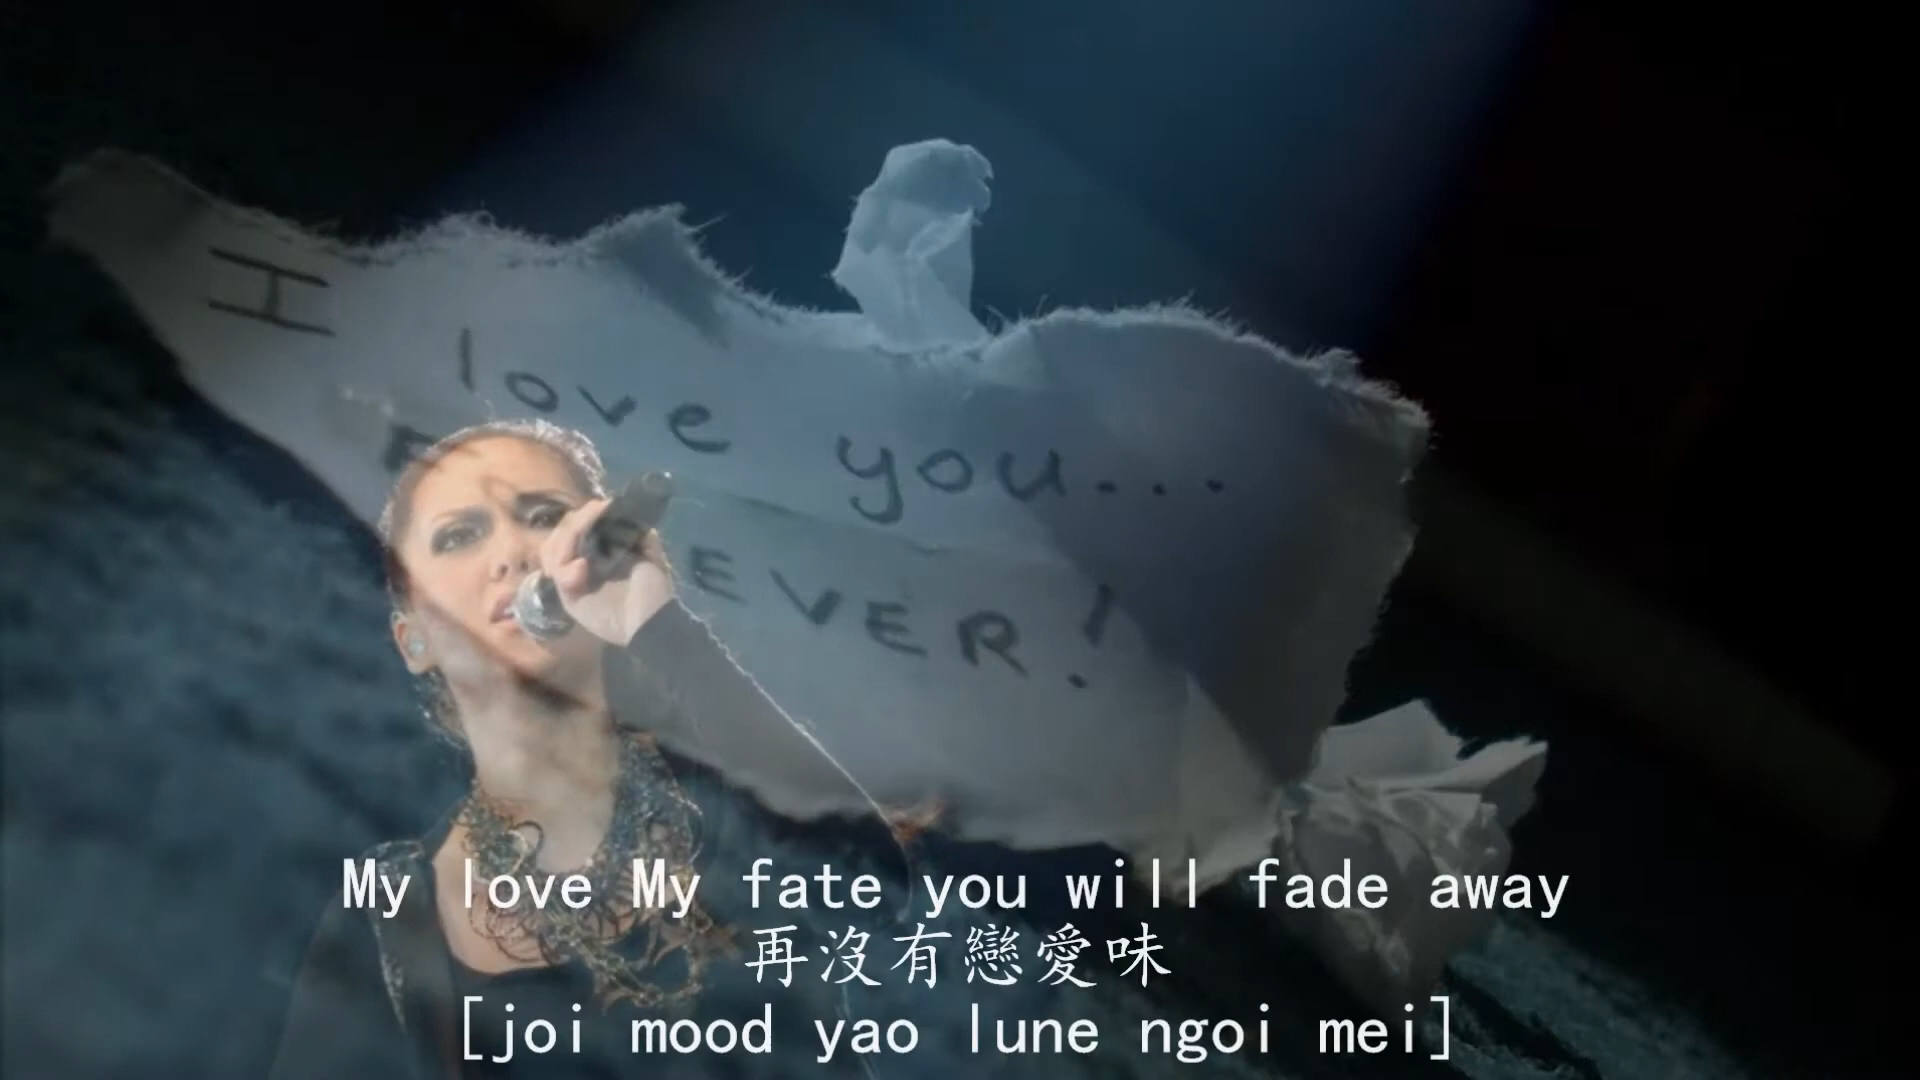 I love you...
EVER!
My love My fate you will fade away
再沒有戀愛味
[joi mood yao lune ngoi mei]